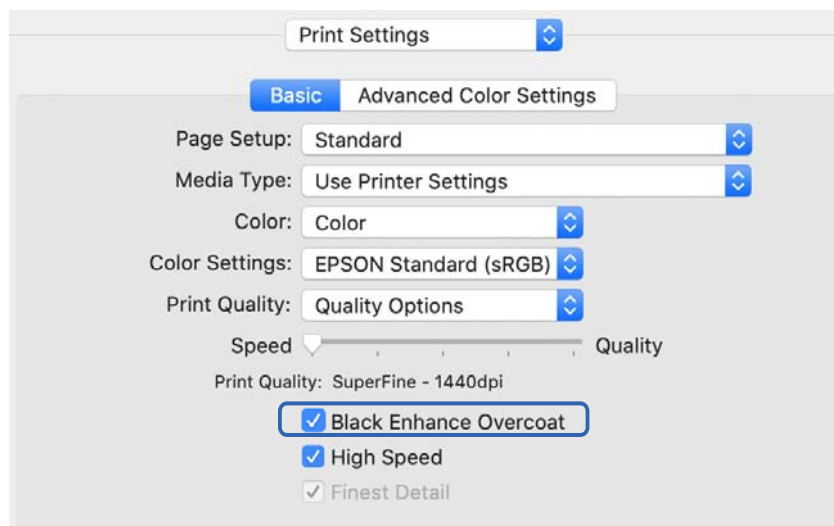 Print Settings
Basic Advanced Color Settings
Page Setup: Standard
Media Type: Use Printer Settings
Color: Color
Color Settings: EPSON Standard (sRGB)
Print Quality: Quality Options
Speed Quality
Print Quality: SuperFine - 1440dpi
Black Enhance Overcoat
High Speed
Finest Detail